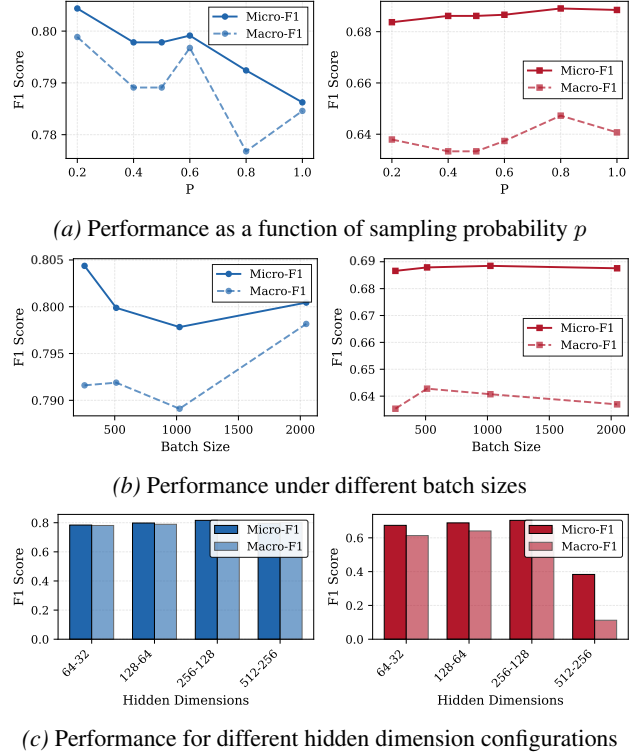 0.80
0.79
0.78
F1 Score
Micro-F1
Macro-F1
0.2 0.4 0.6 0.8 1.0
P
0.68
0.66
0.64
F1 Score
Micro-F1
Macro-F1
0.2 0.4 0.6 0.8 1.0
P
(a) Performance as a function of sampling probability p
0.805
0.800
0.795
0.790
F1 Score
Micro-F1
Macro-F1
500 1000 1500 2000
Batch Size
0.69
0.68
0.67
0.66
0.65
0.64
F1 Score
Micro-F1
Macro-F1
500 1000 1500 2000
Batch Size
(b) Performance under different batch sizes
0.8
0.6
0.4
0.2
0.0
F1 Score
Micro-F1
Macro-F1
64-32 128-64 256-128 512-256
Hidden Dimensions
0.6
0.4
0.2
0.0
F1 Score
Micro-F1
Macro-F1
64-32 128-64 256-128 512-256
Hidden Dimensions
(c) Performance for different hidden dimension configurations